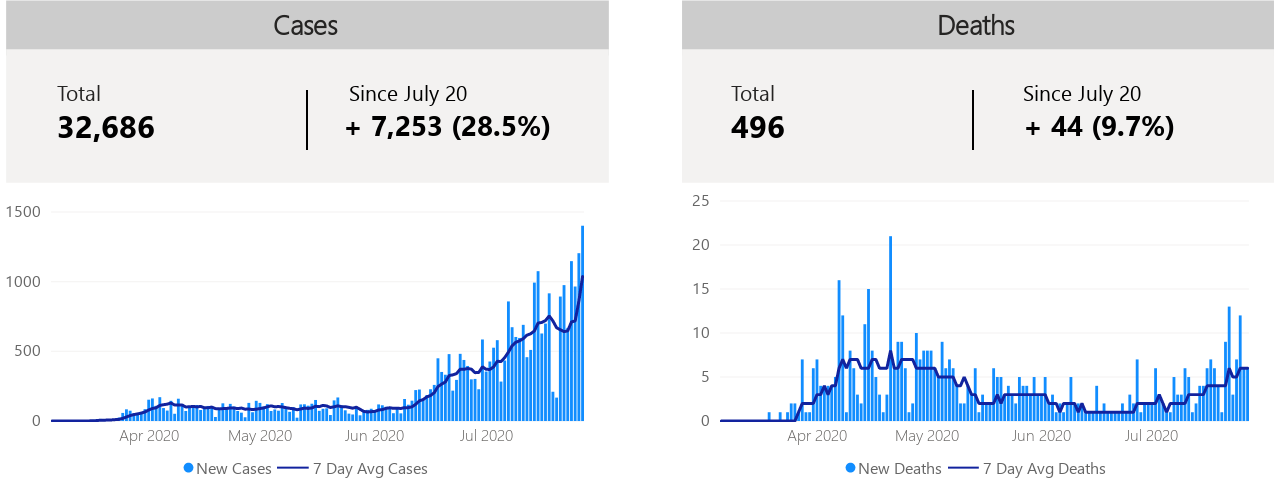 Cases
Total
32,686
Since July 20
+ 7,253 (28.5%)
1500
1000
500
0
Apr 2020 May 2020 Jun 2020 Jul 2020
New Cases 7 Day Avg Cases
Deaths
Total
496
Since July 20
+ 44 (9.7%)
25
20
15
10
5
0
Apr 2020 May 2020 Jun 2020 Jul 2020
New Deaths 7 Day Avg Deaths